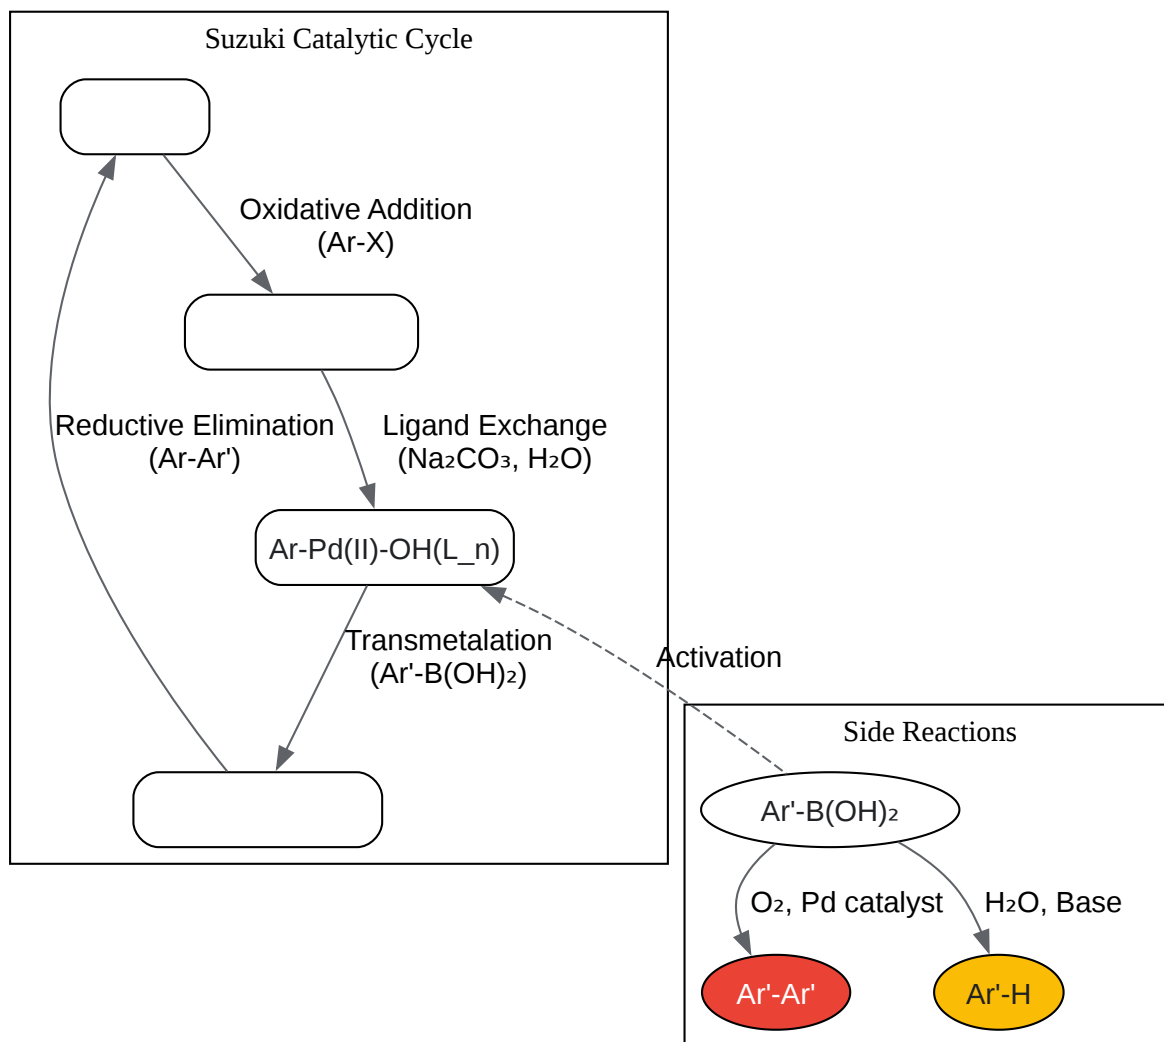 Suzuki Catalytic Cycle
Oxidative Addition
(Ar-X)
Reductive Elimination
(Ar-Ar')
Ligand Exchange
(Na₂CO₃, H₂O)
Ar-Pd(II)-OH(L_n)
Transmetalation
(Ar'-B(OH)₂)
Activation
Side Reactions
Ar'-B(OH)₂
O₂, Pd catalyst
H₂O, Base
Ar'-Ar'
Ar'-H